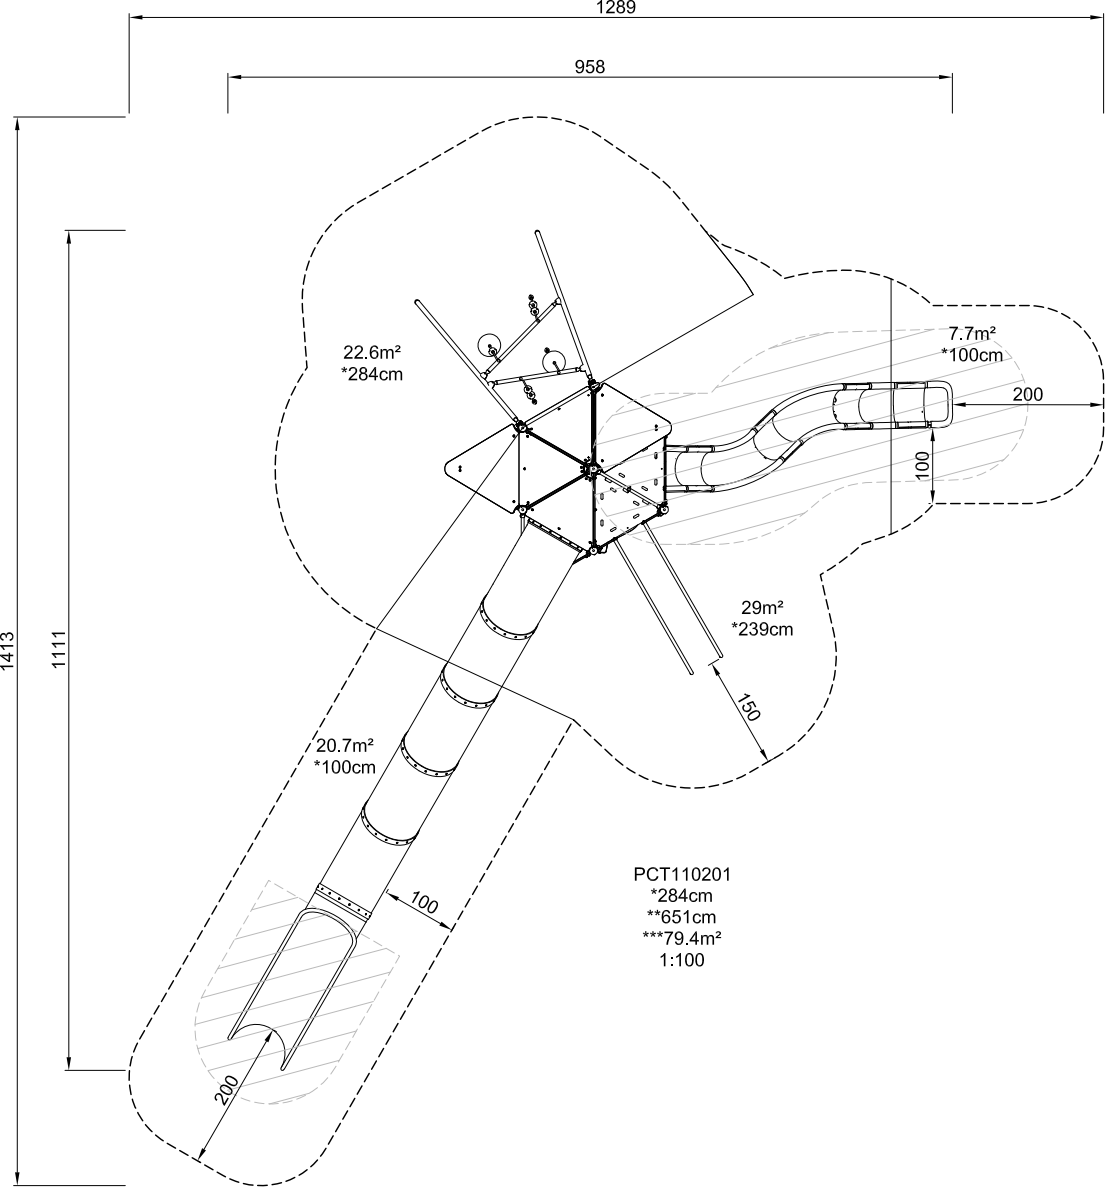 1289
958
22.6m²
*284cm
7.7m²
*100cm
200
100
1413
1111
29m²
*239cm
150
20.7m²
*100cm
100
200
PCT110201
*284cm
**651cm
***79.4m²
1:100